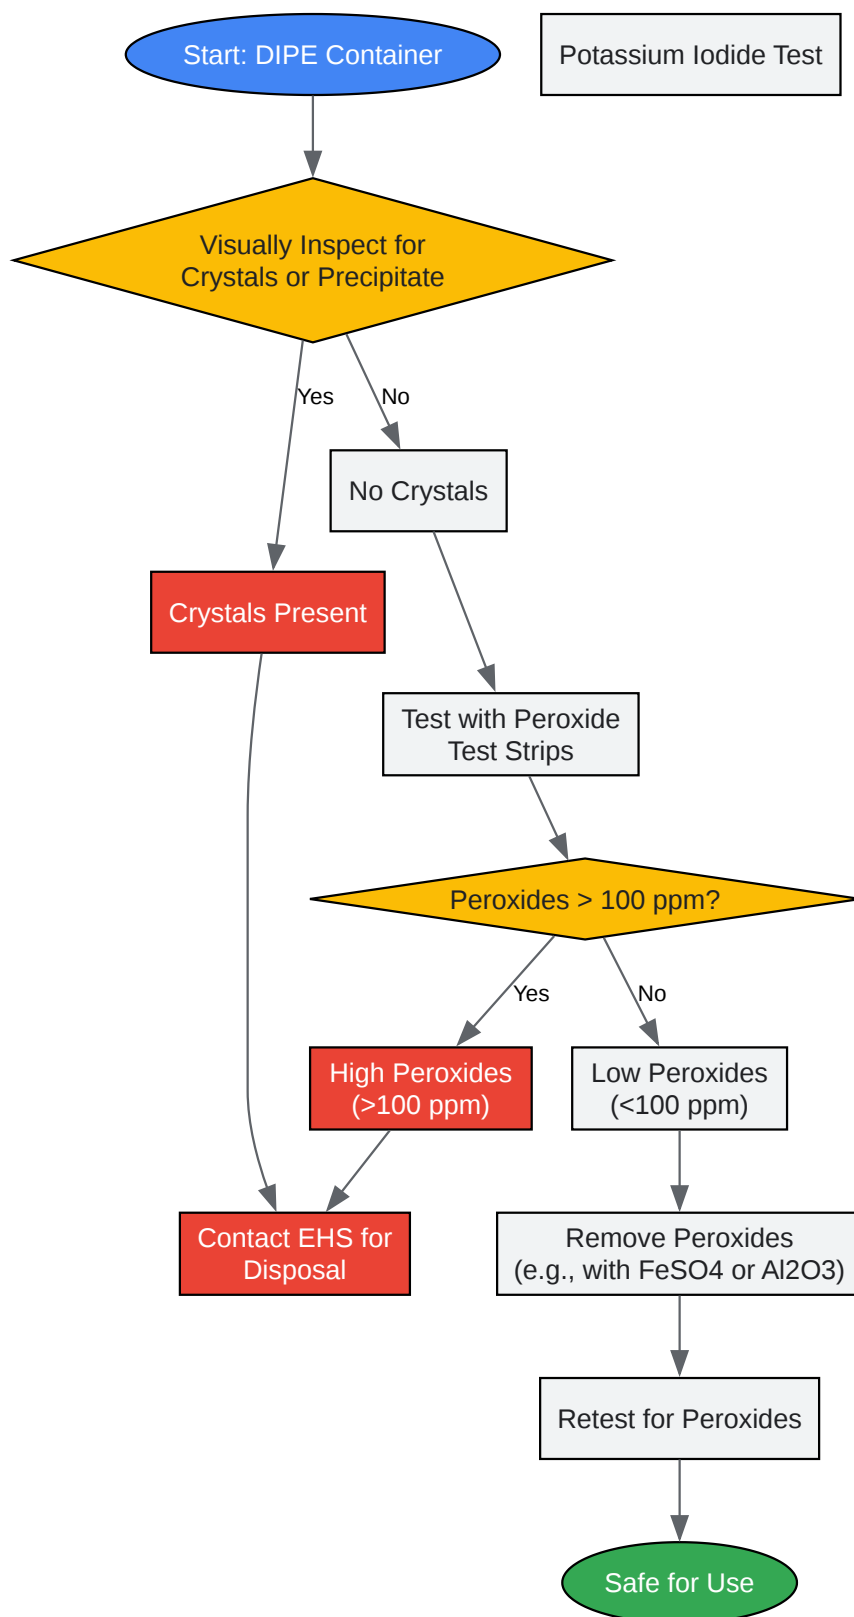 Start: DIPE Container
Potassium Iodide Test
Visually Inspect for
Crystals or Precipitate
Yes
No
No Crystals
Crystals Present
Test with Peroxide
Test Strips
Peroxides > 100 ppm?
Yes
No
High Peroxides
(>100 ppm)
Low Peroxides
(<100 ppm)
Contact EHS for
Disposal
Remove Peroxides
(e.g., with FeSO4 or Al2O3)
Retest for Peroxides
Safe for Use